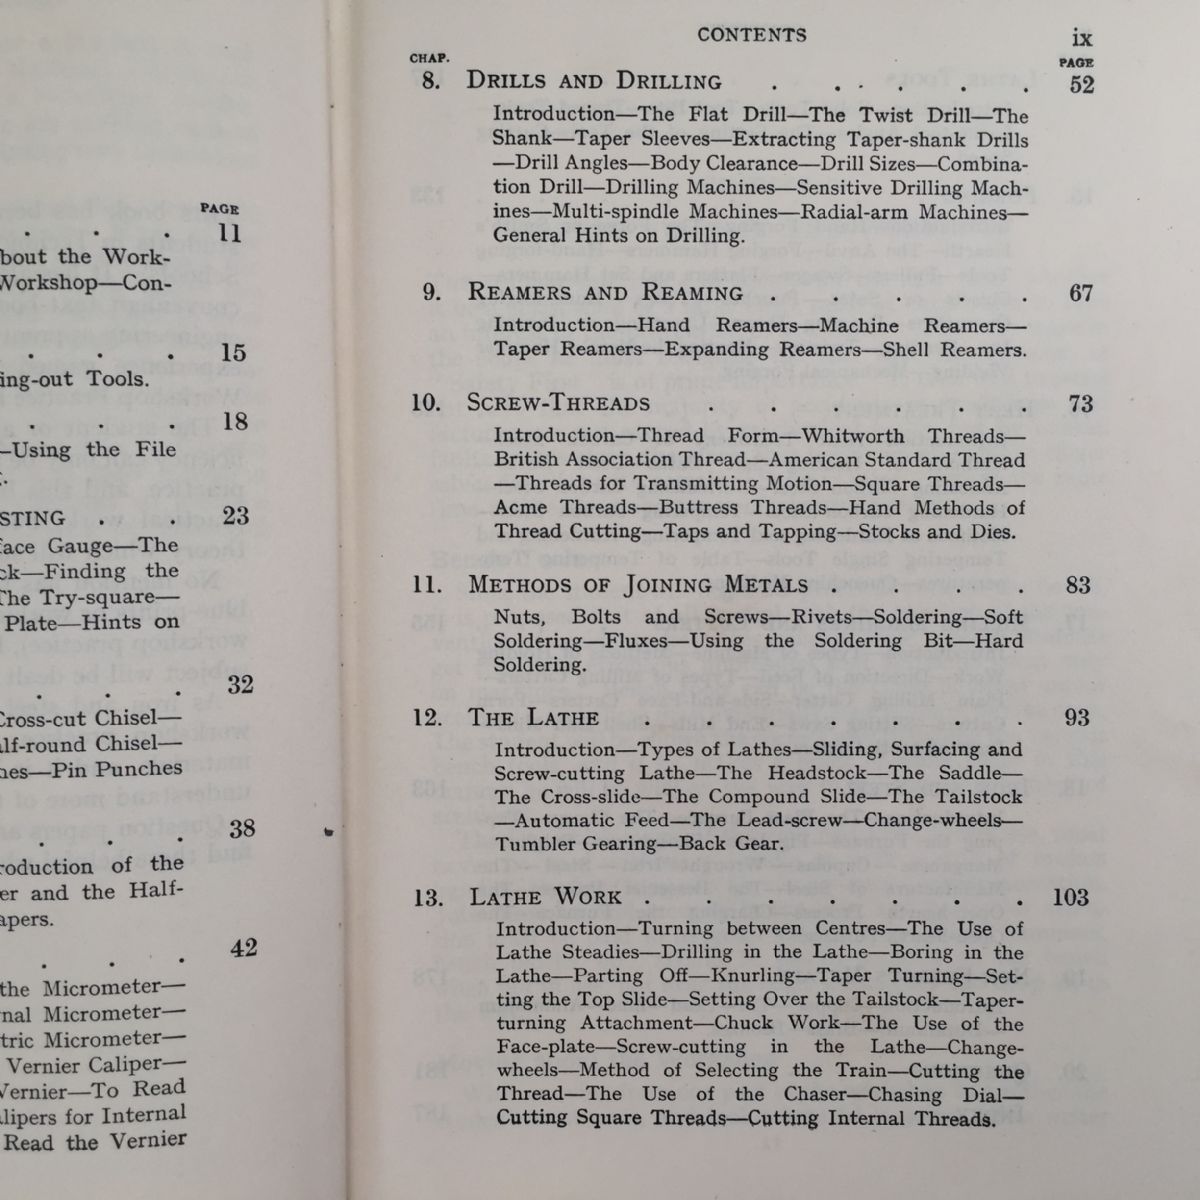 PAGE
. . . 11
bout the Work-
Workshop—Con-
. . . 15
ing-out Tools.
. . 18
—Using the File
STING . . 23
face Gauge—The
ck—Finding the
The Try-square—
Plate—Hints on
. . . 32
Cross-cut Chisel—
alf-round Chisel—
hes—Pin Punches
. . . 38
roduction of the
er and the Half-
apers.
. . . 42
the Micrometer—
nal Micrometer—
tric Micrometer—
Vernier Caliper—
Vernier—To Read
alipers for Internal
Read the Vernier
CONTENTS ix
CHAP. PAGE
8. DRILLS AND DRILLING . . . . . 52
Introduction—The Flat Drill—The Twist Drill—The
Shank—Taper Sleeves—Extracting Taper-shank Drills
—Drill Angles—Body Clearance—Drill Sizes—Combina-
tion Drill—Drilling Machines—Sensitive Drilling Mach-
ines—Multi-spindle Machines—Radial-arm Machines—
General Hints on Drilling.
9. REAMERS AND REAMING . . . . . 67
Introduction—Hand Reamers—Machine Reamers—
Taper Reamers—Expanding Reamers—Shell Reamers.
10. SCREW-THREADS . . . . . . 73
Introduction—Thread Form—Whitworth Threads—
British Association Thread—American Standard Thread
—Threads for Transmitting Motion—Square Threads—
Acme Threads—Buttress Threads—Hand Methods of
Thread Cutting—Taps and Tapping—Stocks and Dies.
11. METHODS OF JOINING METALS . . . . 83
Nuts, Bolts and Screws—Rivets—Soldering—Soft
Soldering—Fluxes—Using the Soldering Bit—Hard
Soldering.
12. THE LATHE . . . . . . . 93
Introduction—Types of Lathes—Sliding, Surfacing and
Screw-cutting Lathe—The Headstock—The Saddle—
The Cross-slide—The Compound Slide—The Tailstock
—Automatic Feed—The Lead-screw—Change-wheels—
Tumbler Gearing—Back Gear.
13. LATHE WORK . . . . . . . 103
Introduction—Turning between Centres—The Use of
Lathe Steadies—Drilling in the Lathe—Boring in the
Lathe—Parting Off—Knurling—Taper Turning—Set-
ting the Top Slide—Setting Over the Tailstock—Taper-
turning Attachment—Chuck Work—The Use of the
Face-plate—Screw-cutting in the Lathe—Change-
wheels—Method of Selecting the Train—Cutting the
Thread—The Use of the Chaser—Chasing Dial—
Cutting Square Threads—Cutting Internal Threads.